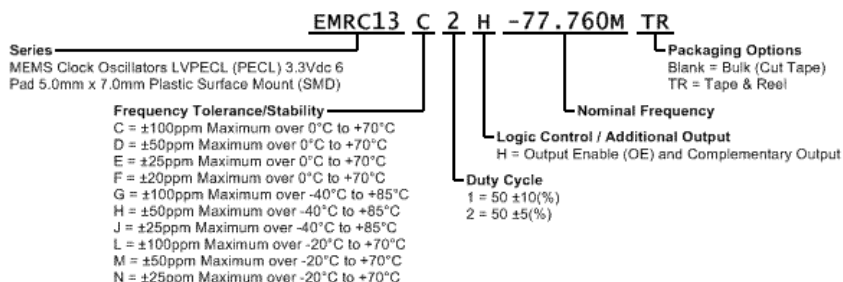 EMRC13 C 2 H -77.760M TR
Series
MEMS Clock Oscillators LVPECL (PECL) 3.3Vdc 6
Pad 5.0mm x 7.0mm Plastic Surface Mount (SMD)
Packaging Options
Blank = Bulk (Cut Tape)
TR = Tape & Reel
Frequency Tolerance/Stability
C = ±100ppm Maximum over 0°C to +70°C
D = ±50ppm Maximum over 0°C to +70°C
E = ±25ppm Maximum over 0°C to +70°C
F = ±20ppm Maximum over 0°C to +70°C
G = ±100ppm Maximum over -40°C to +85°C
H = ±50ppm Maximum over -40°C to +85°C
J = ±25ppm Maximum over -40°C to +85°C
L = ±100ppm Maximum over -20°C to +70°C
M = ±50ppm Maximum over -20°C to +70°C
N = ±25ppm Maximum over -20°C to +70°C
Nominal Frequency
Logic Control / Additional Output
H = Output Enable (OE) and Complementary Output
Duty Cycle
1 = 50 ±10(%)
2 = 50 ±5(%)